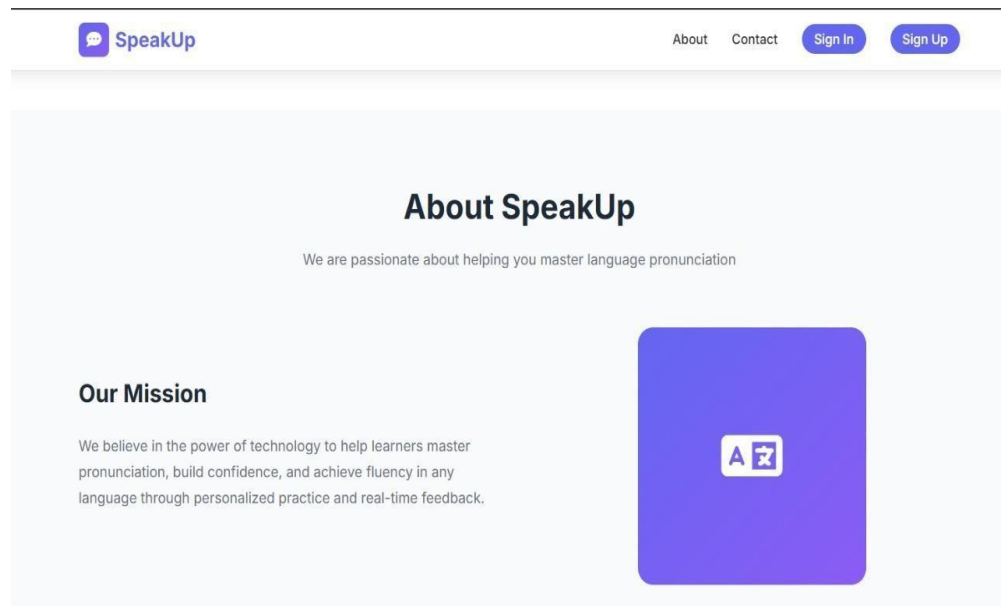 SpeakUp
About Contact Sign In Sign Up
About SpeakUp
We are passionate about helping you master language pronunciation
Our Mission
We believe in the power of technology to help learners master
pronunciation, build confidence, and achieve fluency in any
language through personalized practice and real-time feedback.
A 文